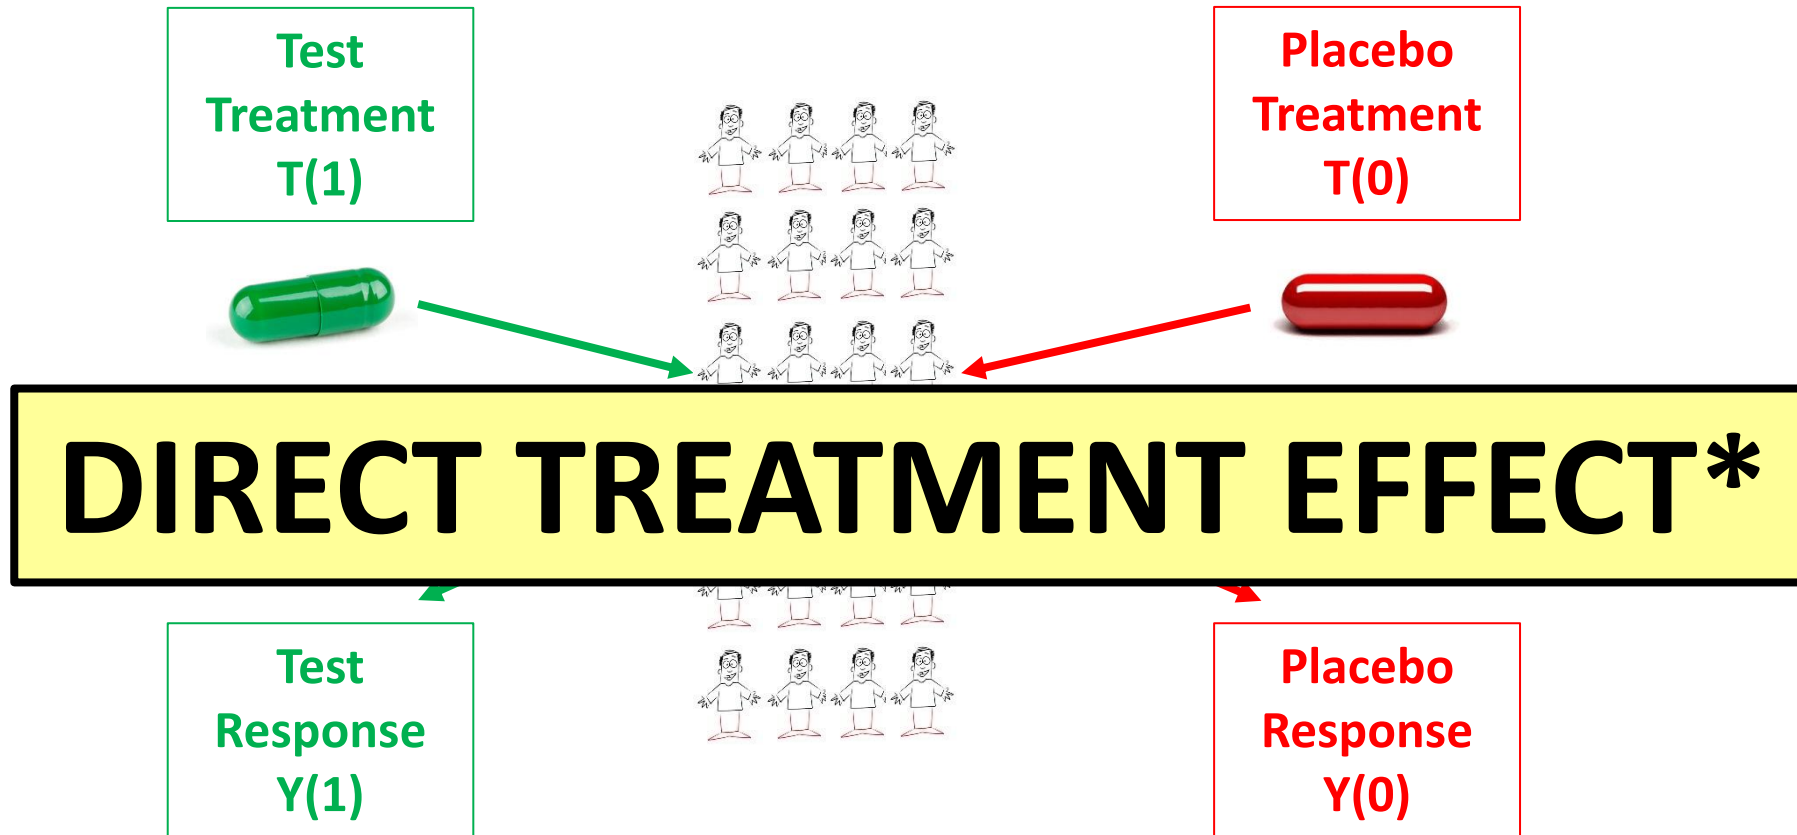 Test
Treatment
T(1)
Placebo
Treatment
T(0)
DIRECT TREATMENT EFFECT*
Test
Response
Y(1)
Placebo
Response
Y(0)